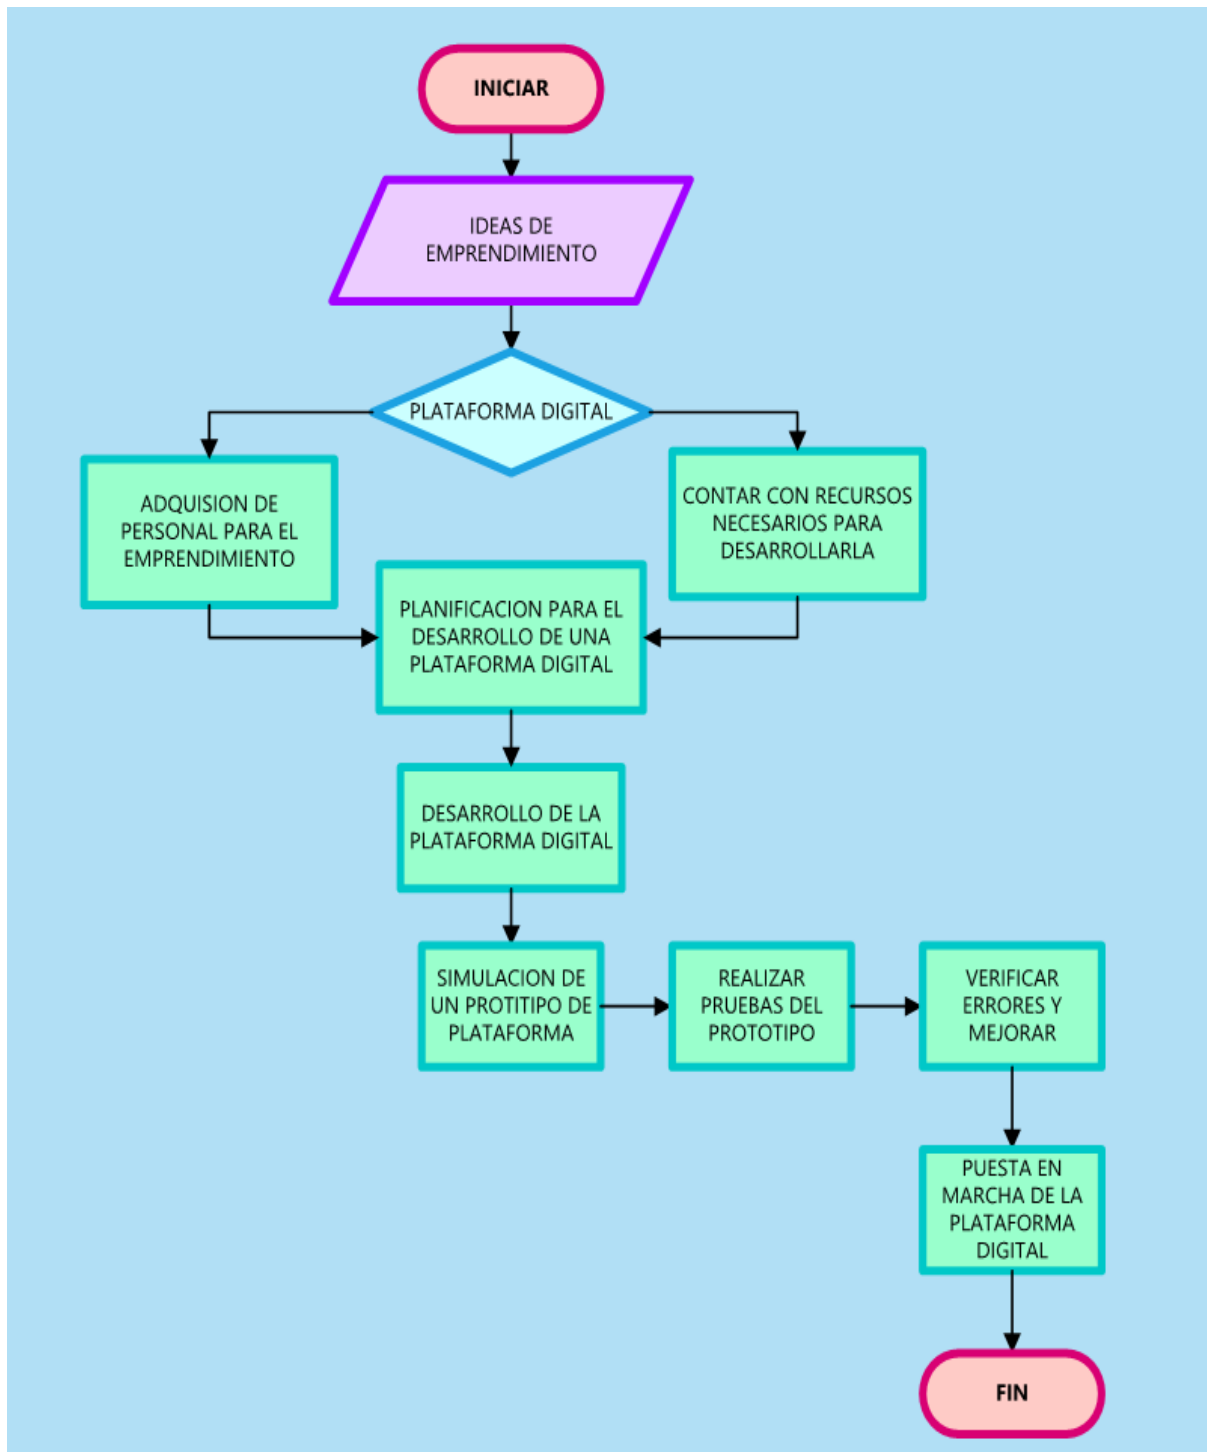 INICIAR
IDEAS DE
EMPRENDIMIENTO
PLATAFORMA DIGITAL
ADQUISION DE
PERSONAL PARA EL
EMPRENDIMIENTO
CONTAR CON RECURSOS
NECESARIOS PARA
DESARROLLARLA
PLANIFICACION PARA EL
DESARROLLO DE UNA
PLATAFORMA DIGITAL
DESARROLLO DE LA
PLATAFORMA DIGITAL
SIMULACION DE
UN PROTITIPO DE
PLATAFORMA
REALIZAR
PRUEBAS DEL
PROTOTIPO
VERIFICAR
ERRORES Y
MEJORAR
PUESTA EN
MARCHA DE LA
PLATAFORMA
DIGITAL
FIN